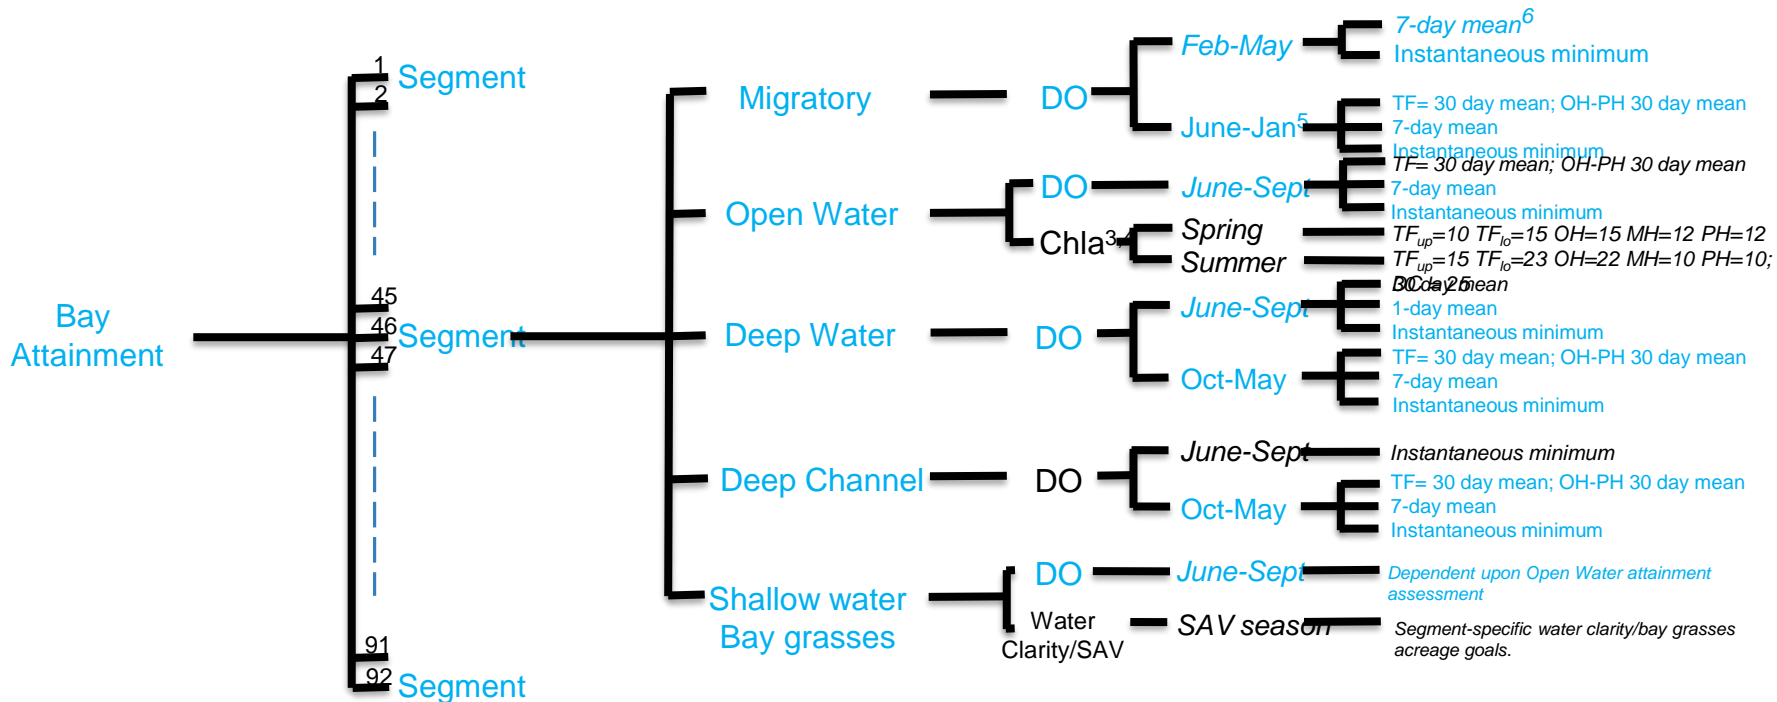 Bay
Attainment
1
2
45
46
47
91
92
Segment
Segment
Segment
Migratory
DO
Feb-May
7-day mean6
Instantaneous minimum
June-Jan5
TF= 30 day mean; OH-PH 30 day mean
7-day mean
Instantaneous minimum
Open Water
DO
June-Sept
TF= 30 day mean; OH-PH 30 day mean
7-day mean
Instantaneous minimum
Chla3,4
Spring
TFup=10 TFlo=15 OH=15 MH=12 PH=12
Summer
TFup=15 TFlo=23 OH=22 MH=10 PH=10;
DC = 25
Deep Water
DO
June-Sept
30 day mean
1-day mean
Instantaneous minimum
Oct-May
TF= 30 day mean; OH-PH 30 day mean
7-day mean
Instantaneous minimum
Deep Channel
DO
June-Sept
Instantaneous minimum
Oct-May
TF= 30 day mean; OH-PH 30 day mean
7-day mean
Instantaneous minimum
Shallow water
Bay grasses
DO
June-Sept
Dependent upon Open Water attainment
assessment
Water
Clarity/SAV
SAV season
Segment-specific water clarity/bay grasses
acreage goals.